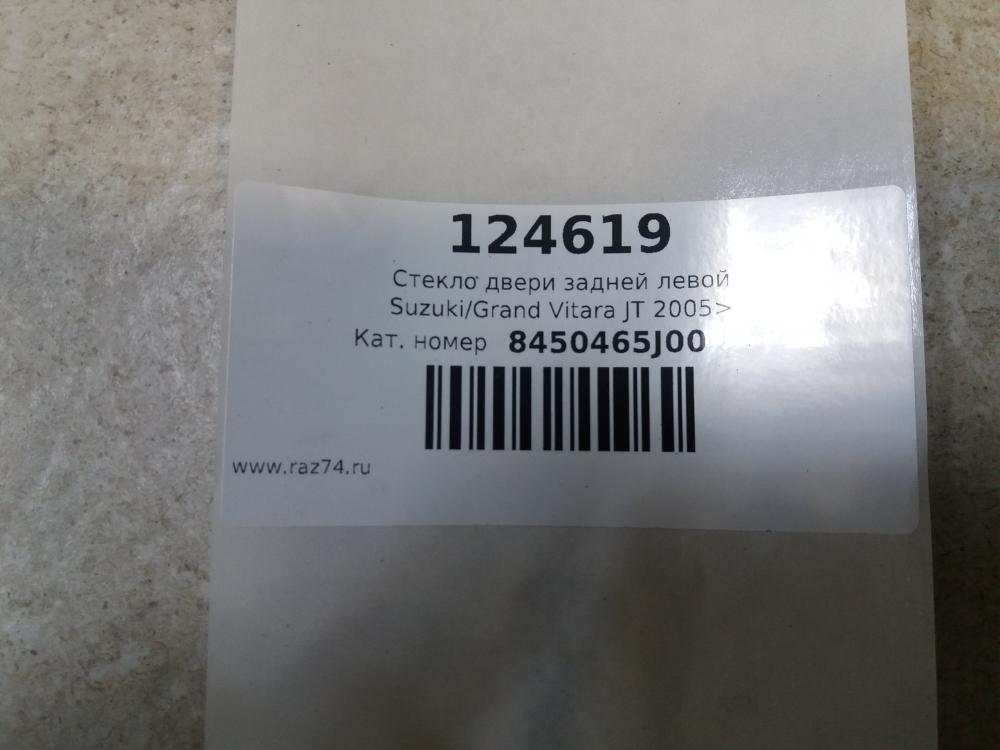 124619
Стекло двери задней левой
Suzuki/Grand Vitara JT 2005>
Кат. номер 8450465J00
www.raz74.ru